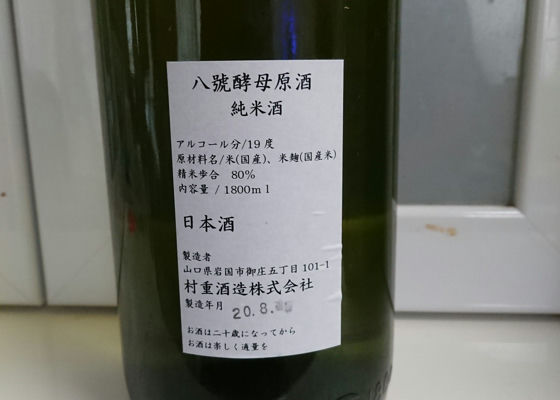 八號酵母原酒
純米酒
アルコール分/19度
原材料名/米(国産)、米麹(国産米)
精米歩合 80%
内容量 / 1800ml
日本酒
製造者
山口県岩国市御庄五丁目101-1
村重酒造株式会社
製造年月 20.8.
お酒は二十歳になってから
お酒は楽しく適量を